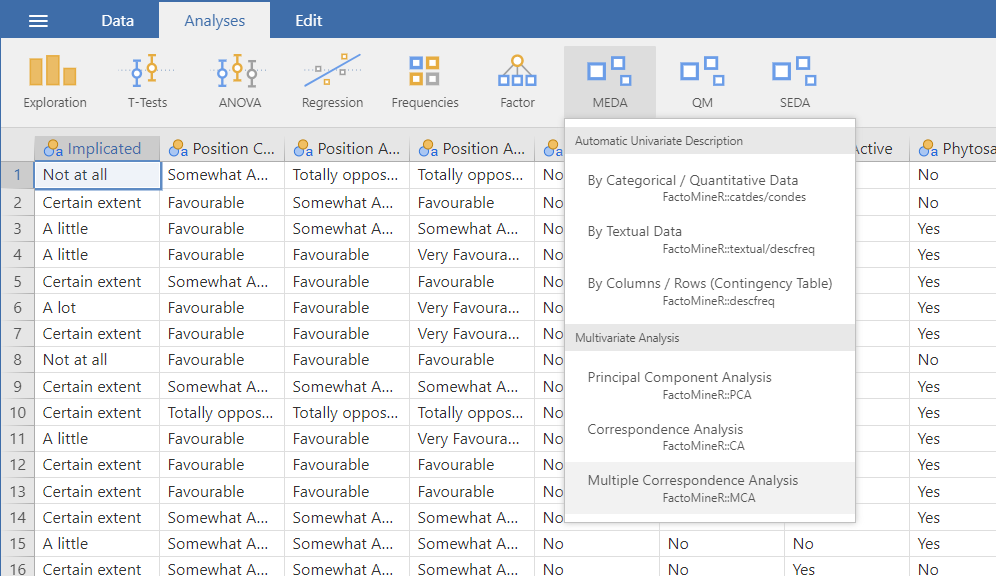 Data Analyses Edit
Exploration T-Tests ANOVA Regression Frequencies Factor MEDA QM SEDA
Automatic Univariate Description
By Categorical / Quantitative Data
FactoMineR::catdes/condes
By Textual Data
FactoMineR::textual/descfreq
By Columns / Rows (Contingency Table)
FactoMineR::descfreq
Multivariate Analysis
Principal Component Analysis
FactoMineR::PCA
Correspondence Analysis
FactoMineR::CA
Multiple Correspondence Analysis
FactoMineR::MCA
a Implicated a Position C... a Position A... a Position A... a Active a Phytosa
1 Not at all Somewhat A... Totally oppos... Totally oppos... No No
2 Certain extent Favourable Somewhat A... Favourable No No
3 A little Favourable Somewhat A... Somewhat A... No Yes
4 A little Favourable Favourable Very Favoura... No Yes
5 Certain extent Somewhat A... Favourable Favourable No Yes
6 A lot Favourable Favourable Very Favoura... No Yes
7 Certain extent Favourable Favourable Very Favoura... No Yes
8 Not at all Favourable Favourable Favourable No No
9 Certain extent Somewhat A... Somewhat A... Somewhat A... No Yes
10 Certain extent Totally oppos... Totally oppos... Totally oppos... No Yes
11 A little Favourable Favourable Very Favoura... No Yes
12 Certain extent Favourable Favourable Favourable No Yes
13 Certain extent Favourable Favourable Favourable No Yes
14 Certain extent Somewhat A... Somewhat A... Somewhat A... No Yes
15 A little Somewhat A... Somewhat A... Somewhat A... No No No Yes
16 Certain extent Somewhat A... Somewhat A... Somewhat A... No No Yes No